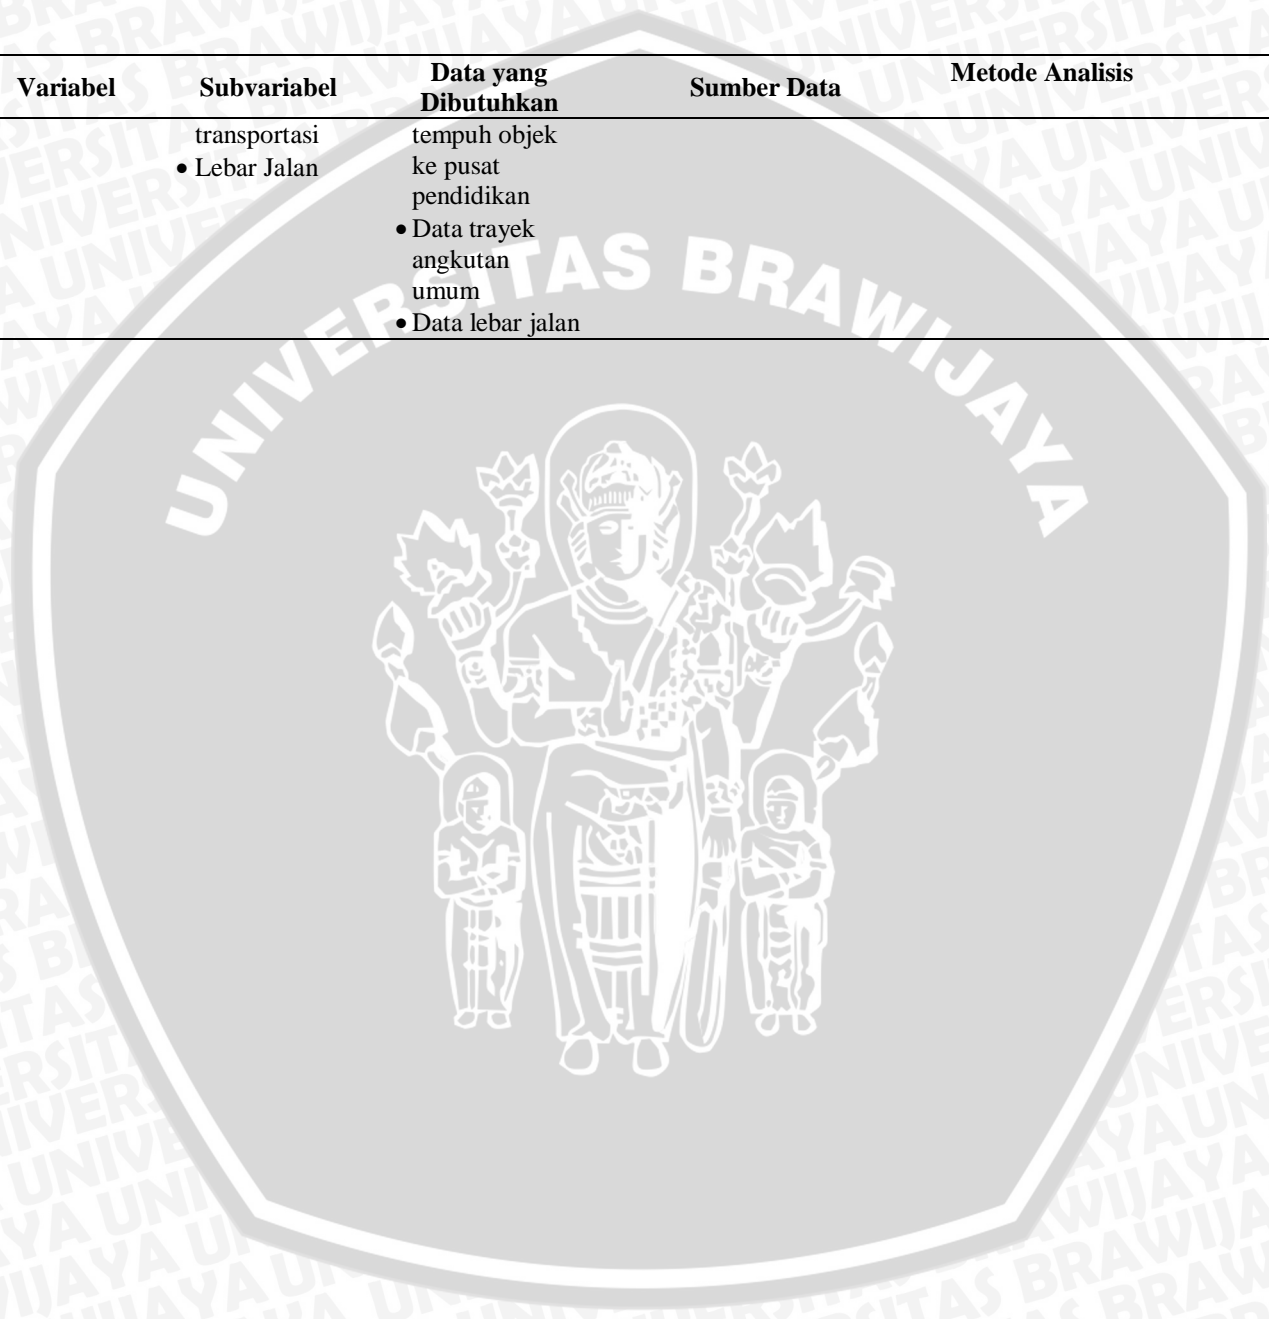 Variabel Subvariabel Data yang Dibutuhkan Sumber Data Metode Analisis
transportasi
• Lebar Jalan
tempuh objek
ke pusat
pendidikan
• Data trayek
angkutan
umum
• Data lebar jalan
UNIVERSITAS BRAWIJAYA